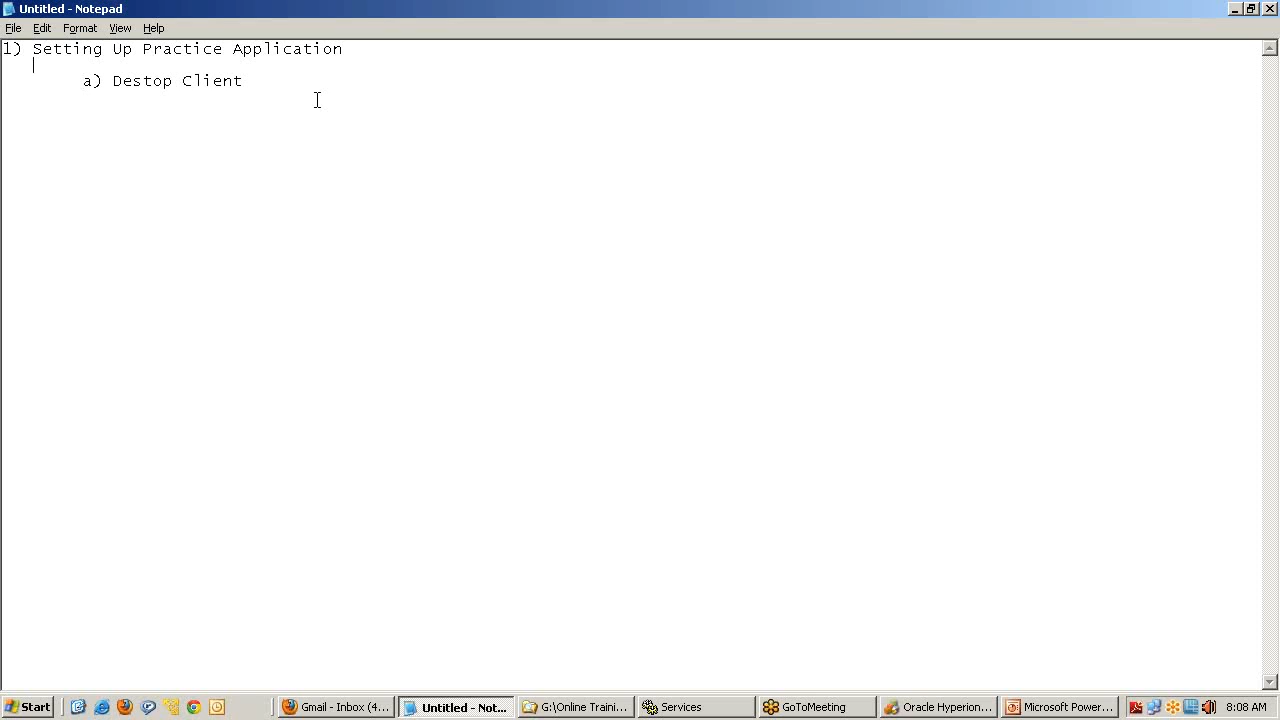 Untitled - Notepad
File Edit Format View Help
1) Setting Up Practice Application
a) Destop Client
Start
Gmail - Inbox (4...
Untitled - Not...
G:\Online Traini...
Services
GoToMeeting
Oracle Hyperion...
Microsoft Power...
8:08 AM